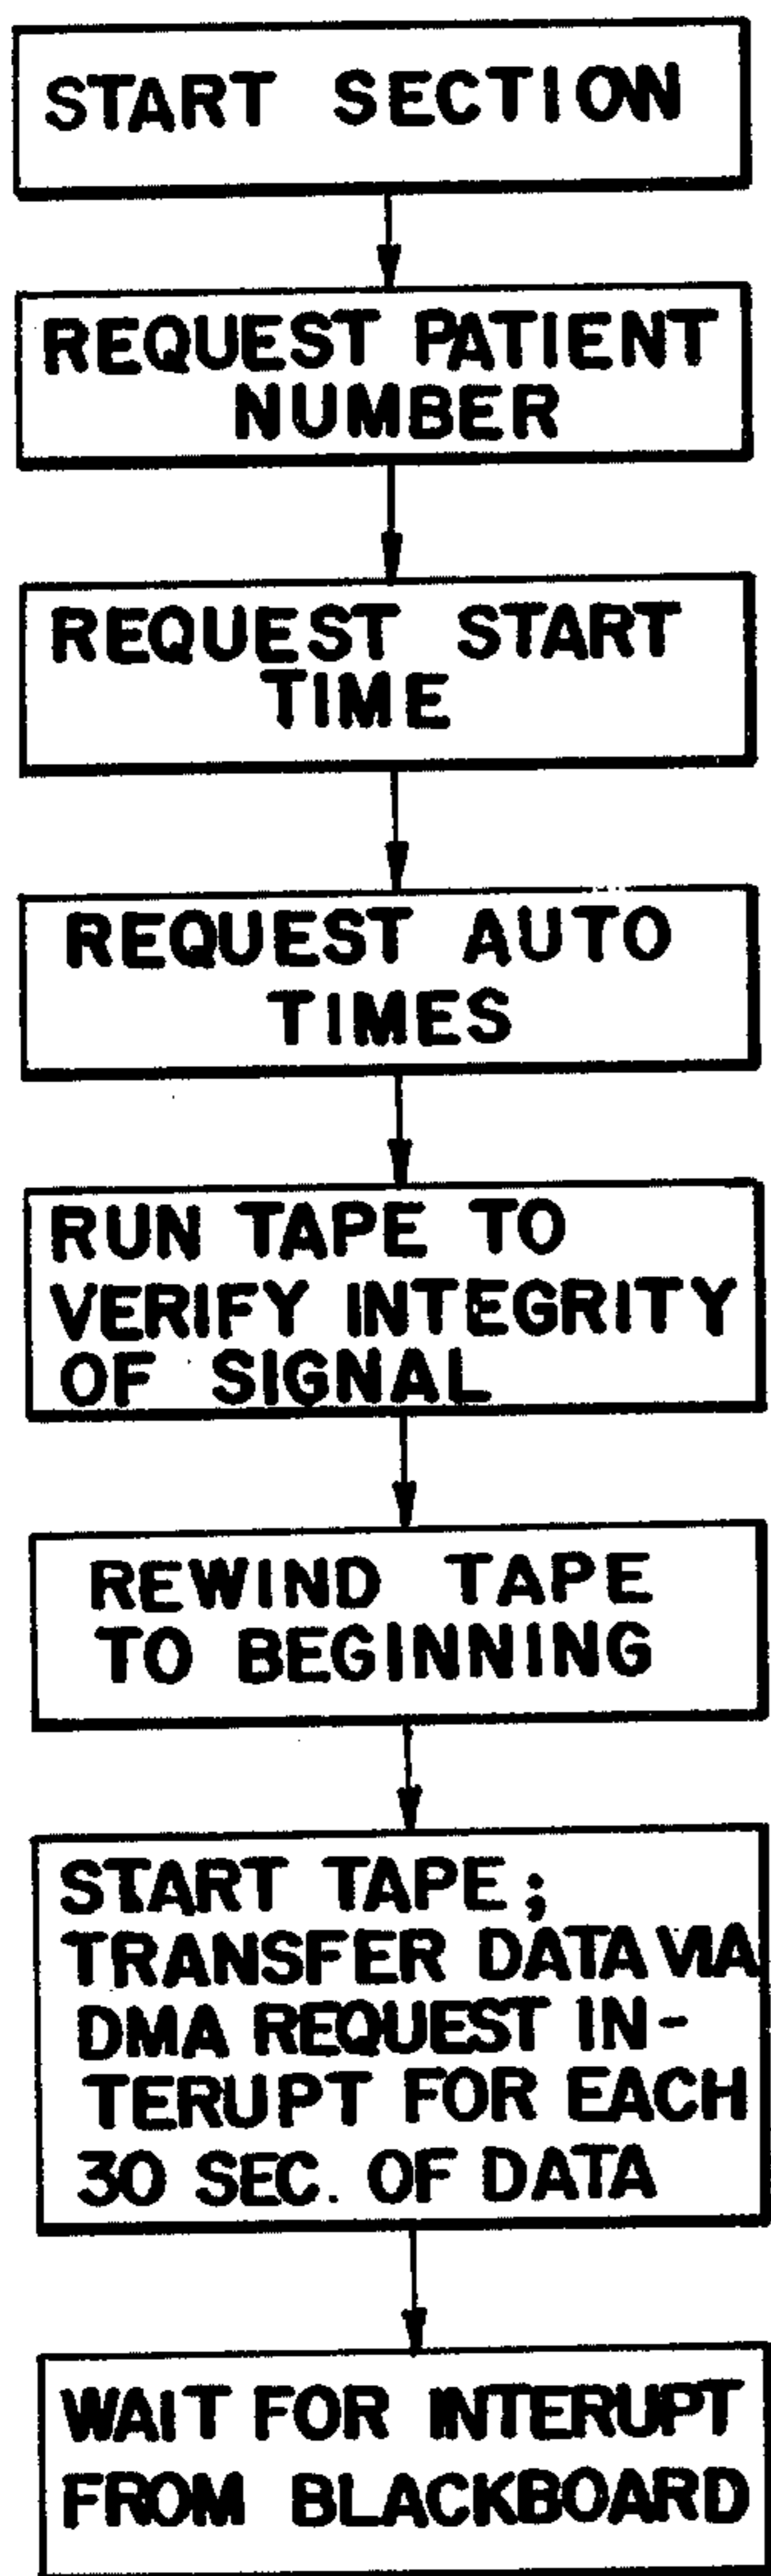 START SECTION
REQUEST PATIENT
NUMBER
REQUEST START
TIME
REQUEST AUTO
TIMES
RUN TAPE TO
VERIFY INTEGRITY
OF SIGNAL
REWIND TAPE
TO BEGINNING
START TAPE;
TRANSFER DATA VIA
DMA REQUEST IN-
TERUPT FOR EACH
30 SEC. OF DATA
WAIT FOR INTERUPT
FROM BLACKBOARD